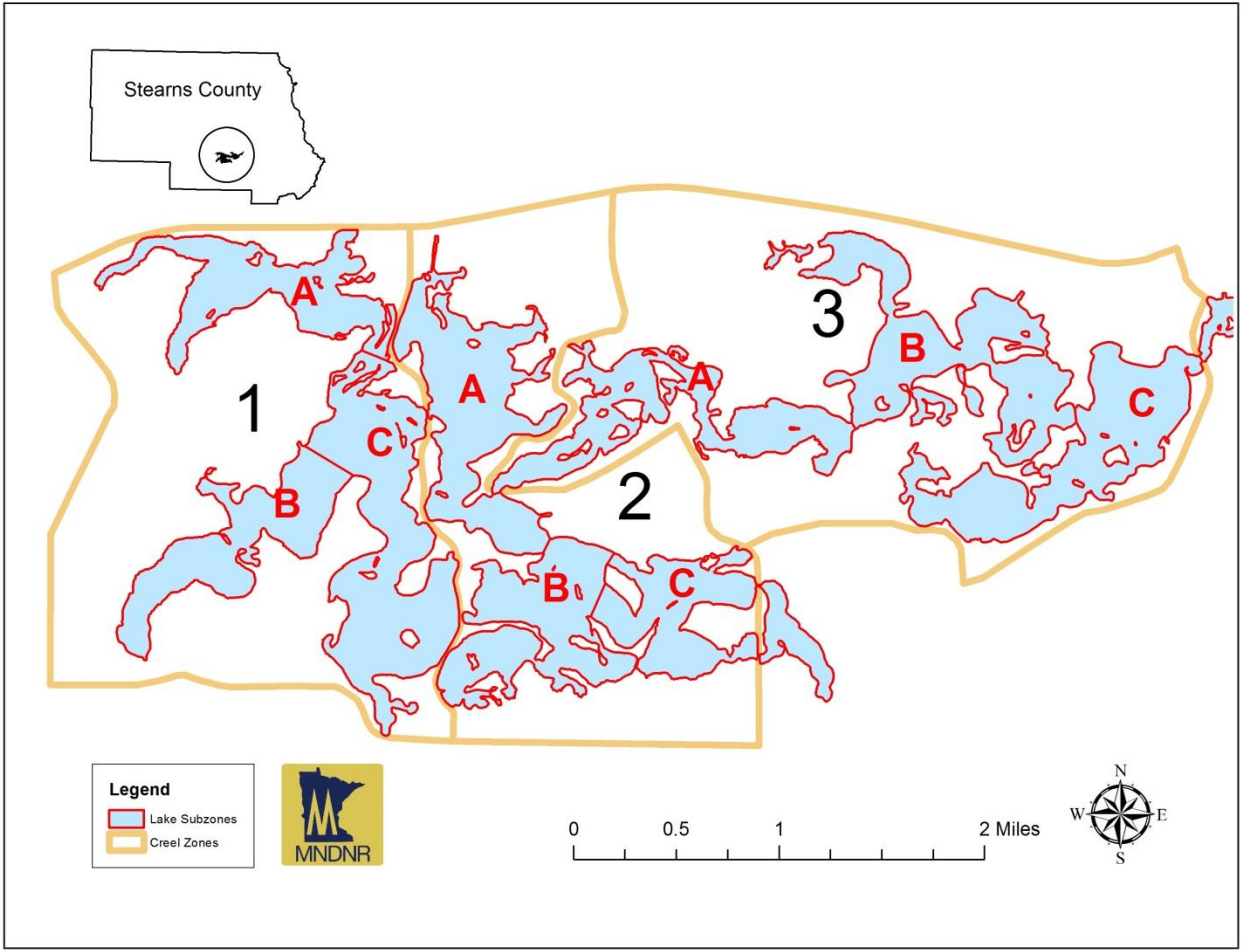 Stearns County
A
3
B
A
A
C
1
C
2
B
B
C
Legend
Lake Subzones
Creel Zones
M
MNDNR
0 0.5 1 2 Miles
N
W E
S